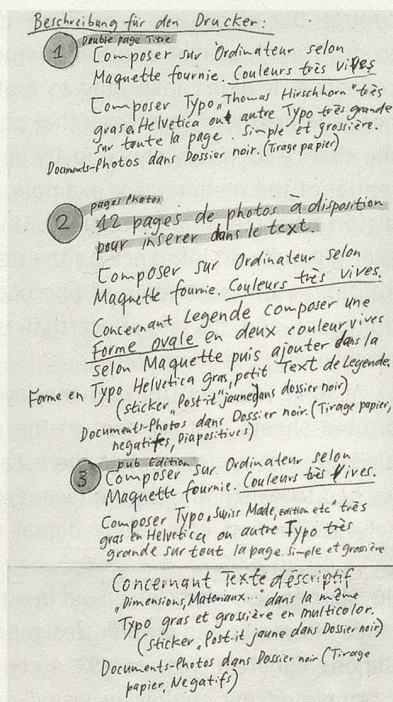 Beschreibung für den Drucker:
1 Double page Titre
Composer sur Ordinateur selon
Maquette fournie. Couleurs très vives
Composer Typo „Thomas Hirschhorn" très
gras à Helvetica out autre Typo très grande
sur toute la page. Simple et grossière.
Documents-Photos dans Dossier noir. (Tirage papier)
2 pages Photos
12 pages de photos à disposition
pour insérer dans le text.
Composer sur Ordinateur selon
Maquette fournie. Couleurs très vives.
Concernant Legende composer une
Forme ovale en deux couleur vives
selon Maquette puis ajouter dans la
Forme en Typo Helvetica gras, petit Text de Legende,
(sticker „Post-it" jaune dans dossier noir)
Documents-Photos dans Dossier noir. (Tirage papier,
negatifes, Diapositives)
3 pub Edition
Composer sur Ordinateur selon
Maquette fournie. Couleurs très vives.
Composer Typo „Swiss Made, Edition etc" très
gras en Helvetica ou autre Typo très
grande sur tout la page. Simple et grossière
Concernant Texte déscriptif
„Dimensions, Materiaux..." dans la même
Typo gras et grossière en multicolor.
(sticker „Post-it jaune dans Dossier noir)
Documents-Photos dans Dossier noir (Tirage
papier, Negatifs)